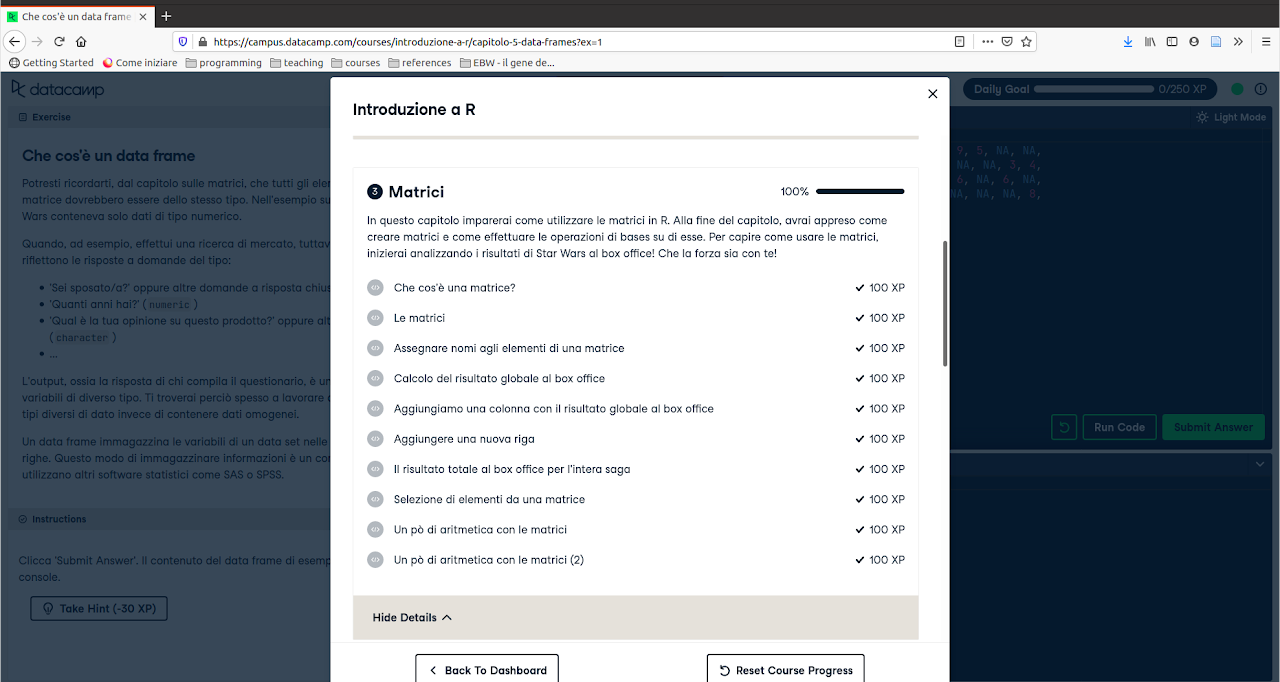 Che cos'è un data frame
https://campus.datacamp.com/courses/introduzione-a-r/capitolo-5-data-frames?ex=1
Getting Started Come iniziare programming teaching courses references EBW - il gene de...
datacamp
Daily Goal 0/250 XP
Exercise
Light Mode
Che cos'è un data frame
Potresti ricordarti, dal capitolo sulle matrici, che tutti gli
matrice dovrebbero essere dello stesso tipo. Nell'esempio
Wars conteneva solo dati di tipo numerico.
Quando, ad esempio, effettui una ricerca di mercato,
riflettono le risposte a domande del tipo:
• 'Sei sposato/a?' oppure altre domande a risposta
• 'Quanti anni hai?' ( numeric )
• 'Qual è la tua opinione su questo prodotto?' oppure
( character )
• ...
L'output, ossia la risposta di chi compila il questionario, è
variabili di diverso tipo. Ti troverai perciò spesso a lavorare
tipi diversi di dato invece di contenere dati omogenei.
Un data frame immagazzina le variabili di un data set nelle
righe. Questo modo di immagazzinare informazioni è un
utilizzano altri software statistici come SAS o SPSS.
Instructions
Clicca 'Submit Answer'. Il contenuto del data frame di
console.
Take Hint (-30 XP)
Introduzione a R
3 Matrici 100%
In questo capitolo imparerai come utilizzare le matrici in R. Alla fine del capitolo, avrai appreso come
creare matrici e come effettuare le operazioni di bases su di esse. Per capire come usare le matrici,
inizierai analizzando i risultati di Star Wars al box office! Che la forza sia con te!
Che cos'è una matrice? 100 XP
Le matrici 100 XP
Assegnare nomi agli elementi di una matrice 100 XP
Calcolo del risultato globale al box office 100 XP
Aggiungiamo una colonna con il risultato globale al box office 100 XP
Aggiungere una nuova riga 100 XP
Il risultato totale al box office per l'intera saga 100 XP
Selezione di elementi da una matrice 100 XP
Un pò di aritmetica con le matrici 100 XP
Un pò di aritmetica con le matrici (2) 100 XP
Hide Details
Back To Dashboard Reset Course Progress
9, 5, NA, NA,
NA, NA, 3, 4,
6, NA, 6, NA,
NA, NA, NA, 8,
Run Code Submit Answer